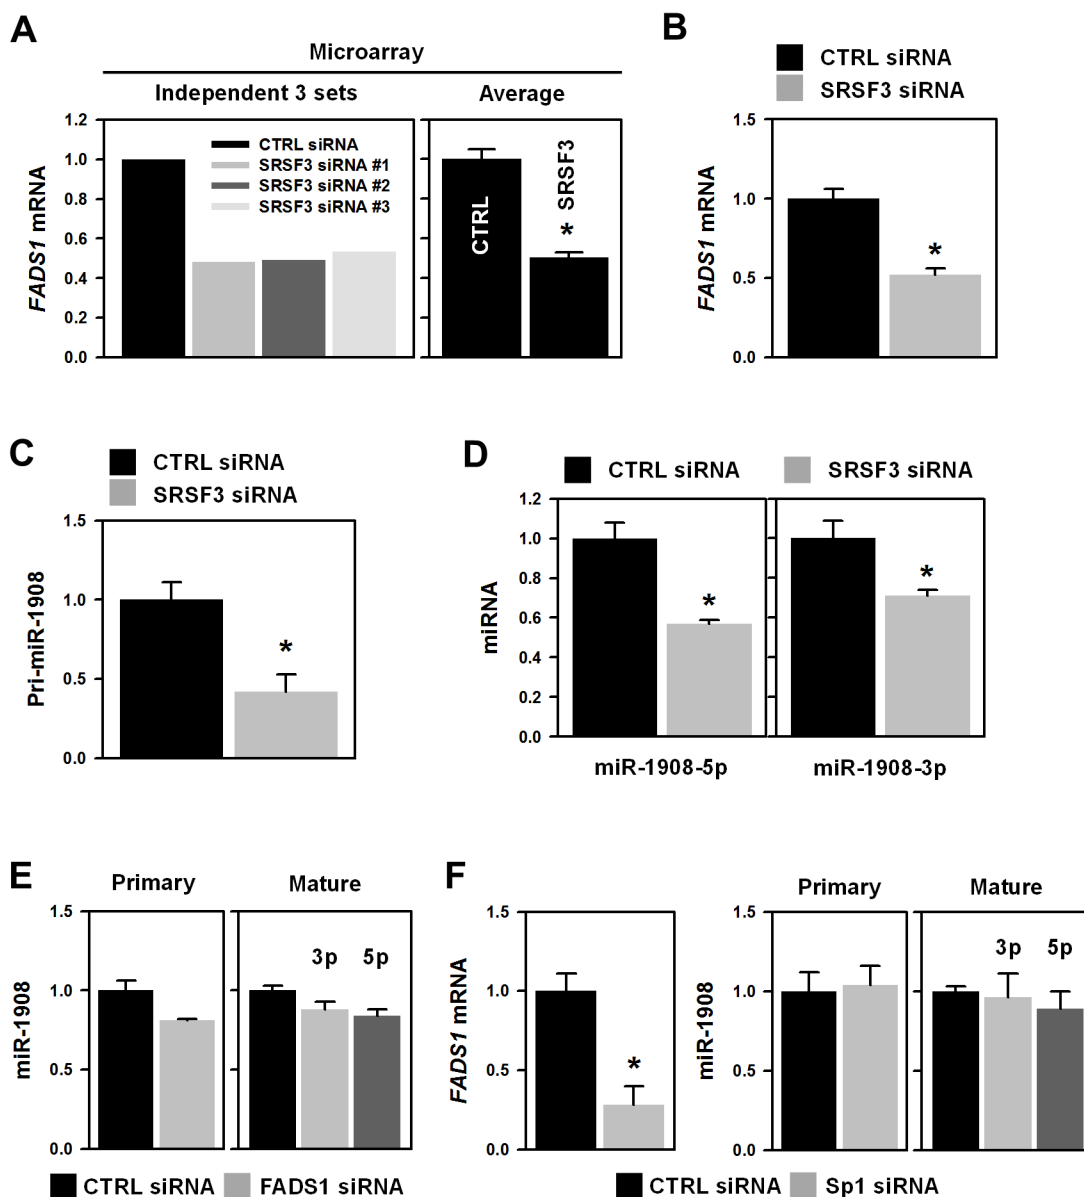 A
Microarray
Independent 3 sets
Average
FADS1 mRNA
1.2
1.0
0.8
0.6
0.4
0.2
0.0
CTRL siRNA
SRSF3 siRNA #1
SRSF3 siRNA #2
SRSF3 siRNA #3
CTRL
SRSF3
*
B
CTRL siRNA
SRSF3 siRNA
FADS1 mRNA
1.5
1.0
0.5
0.0
*
C
CTRL siRNA
SRSF3 siRNA
Pri-miR-1908
1.5
1.0
0.5
0.0
*
D
CTRL siRNA
SRSF3 siRNA
miRNA
1.2
1.0
0.8
0.6
0.4
0.2
0.0
*
*
miR-1908-5p
miR-1908-3p
E
Primary
Mature
miR-1908
1.5
1.0
0.5
0.0
3p
5p
CTRL siRNA
FADS1 siRNA
F
FADS1 mRNA
1.5
1.0
0.5
0.0
*
Primary
Mature
miR-1908
1.5
1.0
0.5
0.0
3p
5p
CTRL siRNA
Sp1 siRNA